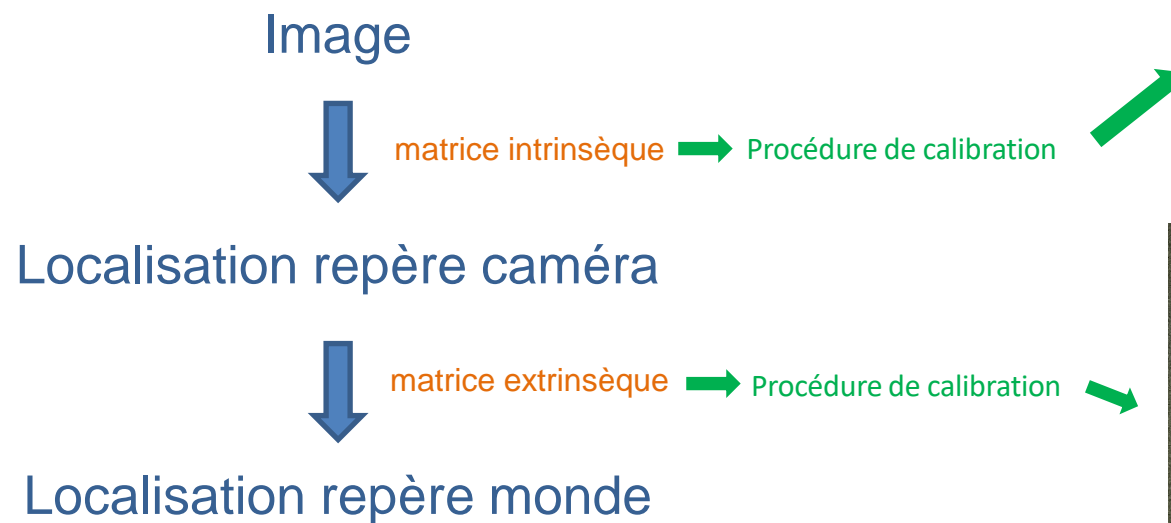 Image
matrice intrinsèque
Procédure de calibration
Localisation repère caméra
matrice extrinsèque
Procédure de calibration
Localisation repère monde